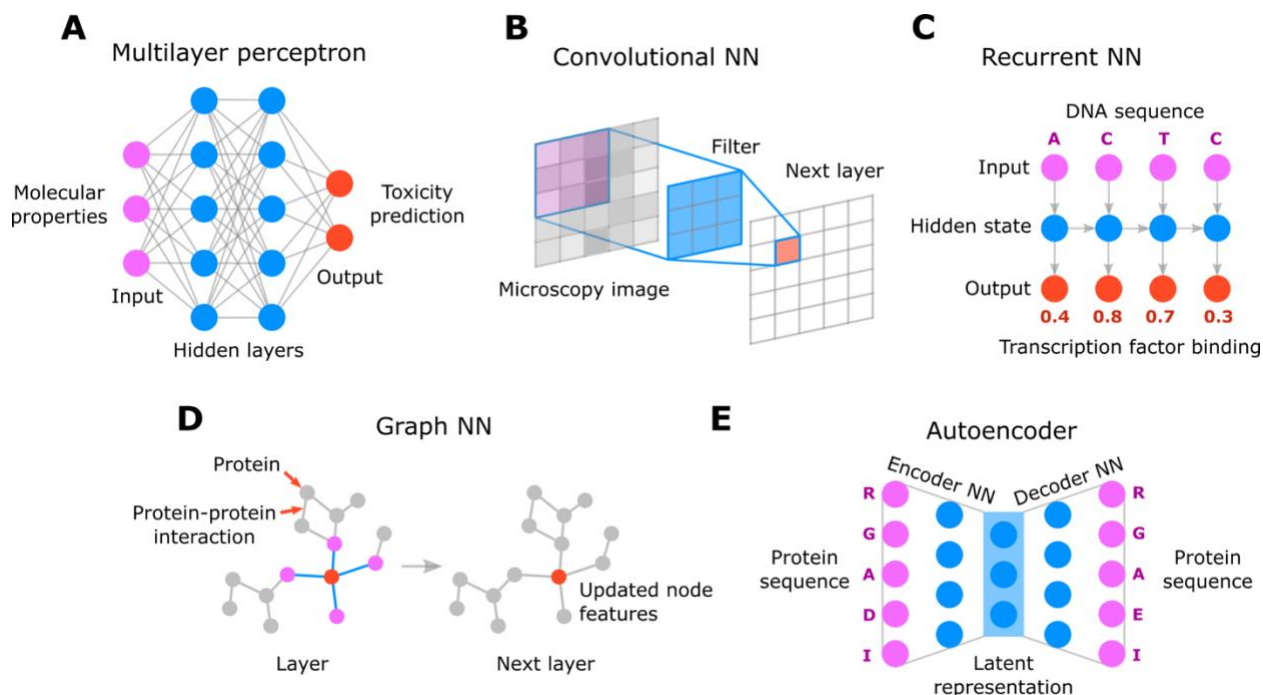 A
Multilayer perceptron
Molecular
properties
Input
Hidden layers
Output
Toxicity
prediction
B
Convolutional NN
Microscopy image
Filter
Next layer
C
Recurrent NN
DNA sequence
A C T C
Input
Hidden state
Output
0.4 0.8 0.7 0.3
Transcription factor binding
D
Graph NN
Protein
Protein-protein
interaction
Layer
Updated node
features
Next layer
E
Autoencoder
Encoder NN
Decoder NN
Protein
sequence
R
G
A
D
I
Latent
representation
R
G
A
E
I
Protein
sequence